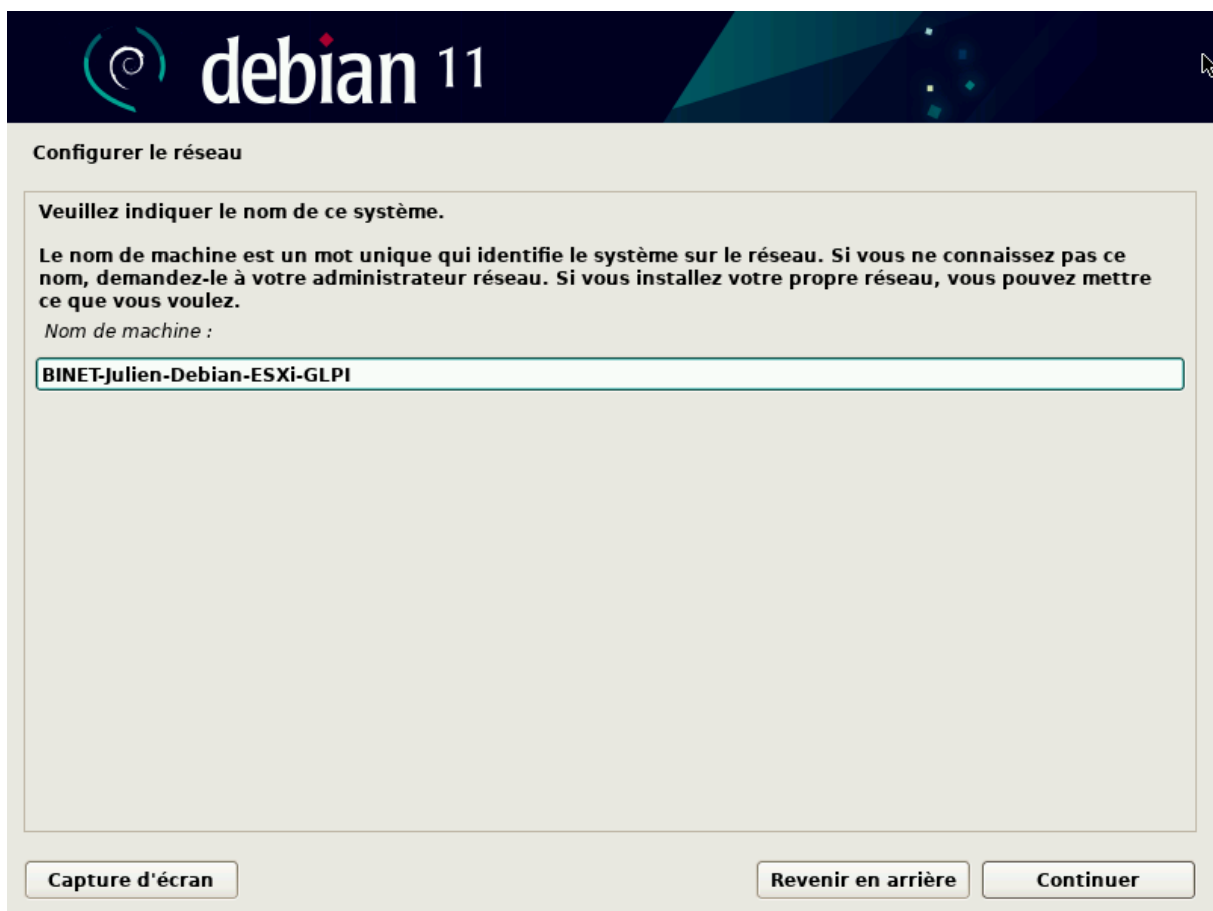 debian 11
Configurer le réseau
Veuillez indiquer le nom de ce système.
Le nom de machine est un mot unique qui identifie le système sur le réseau. Si vous ne connaissez pas ce
nom, demandez-le à votre administrateur réseau. Si vous installez votre propre réseau, vous pouvez mettre
ce que vous voulez.
Nom de machine :
BINET-Julien-Debian-ESXi-GLPI
Capture d'écran
Revenir en arrière
Continuer